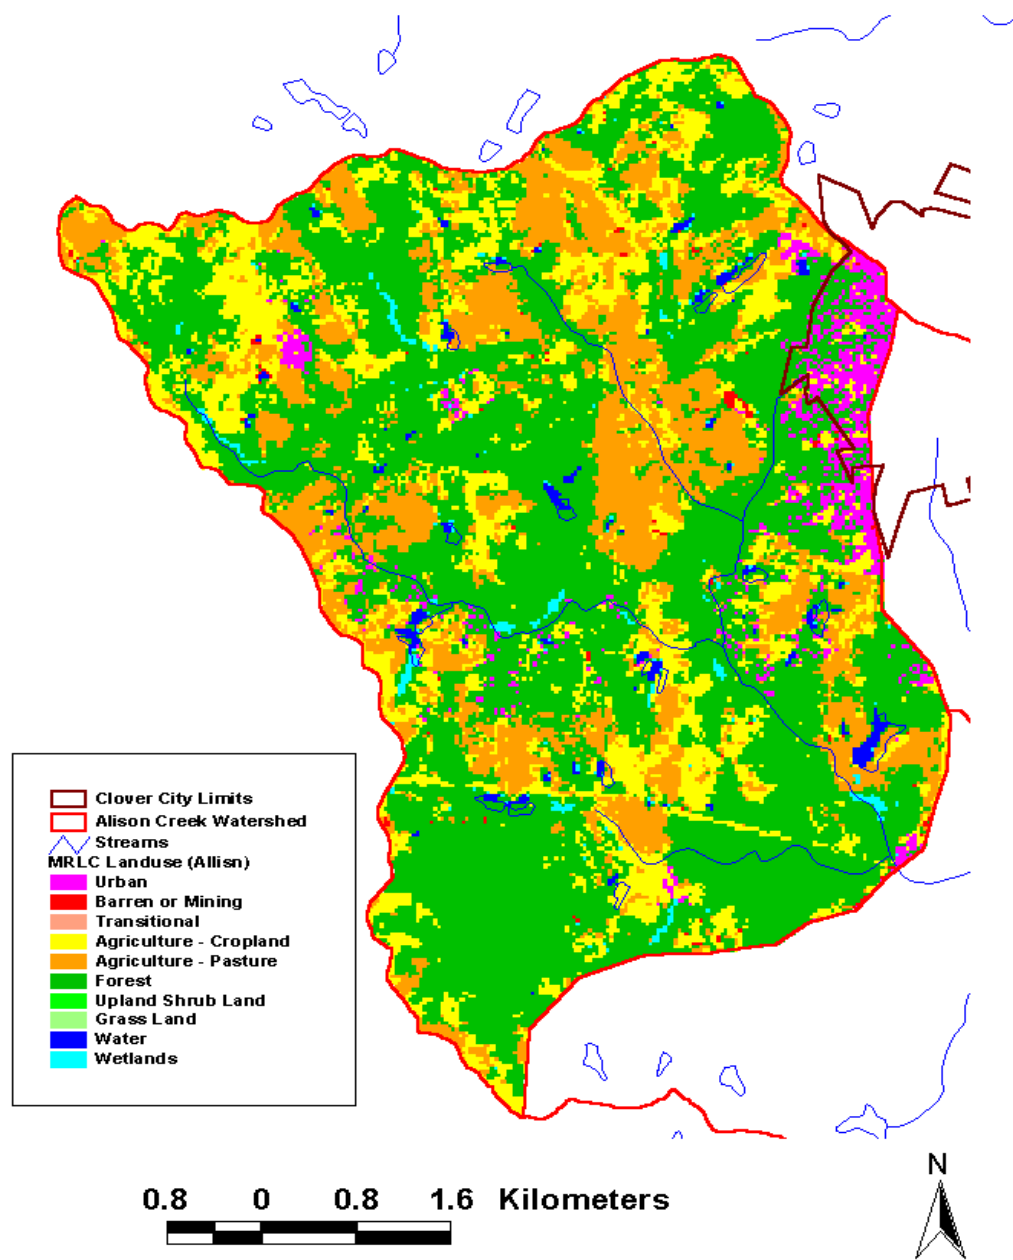 Clover City Limits
Alison Creek Watershed
Streams
MRLC Landuse (Allisn)
Urban
Barren or Mining
Transitional
Agriculture - Cropland
Agriculture - Pasture
Forest
Upland Shrub Land
Grass Land
Water
Wetlands
N
0.8 0 0.8 1.6 Kilometers